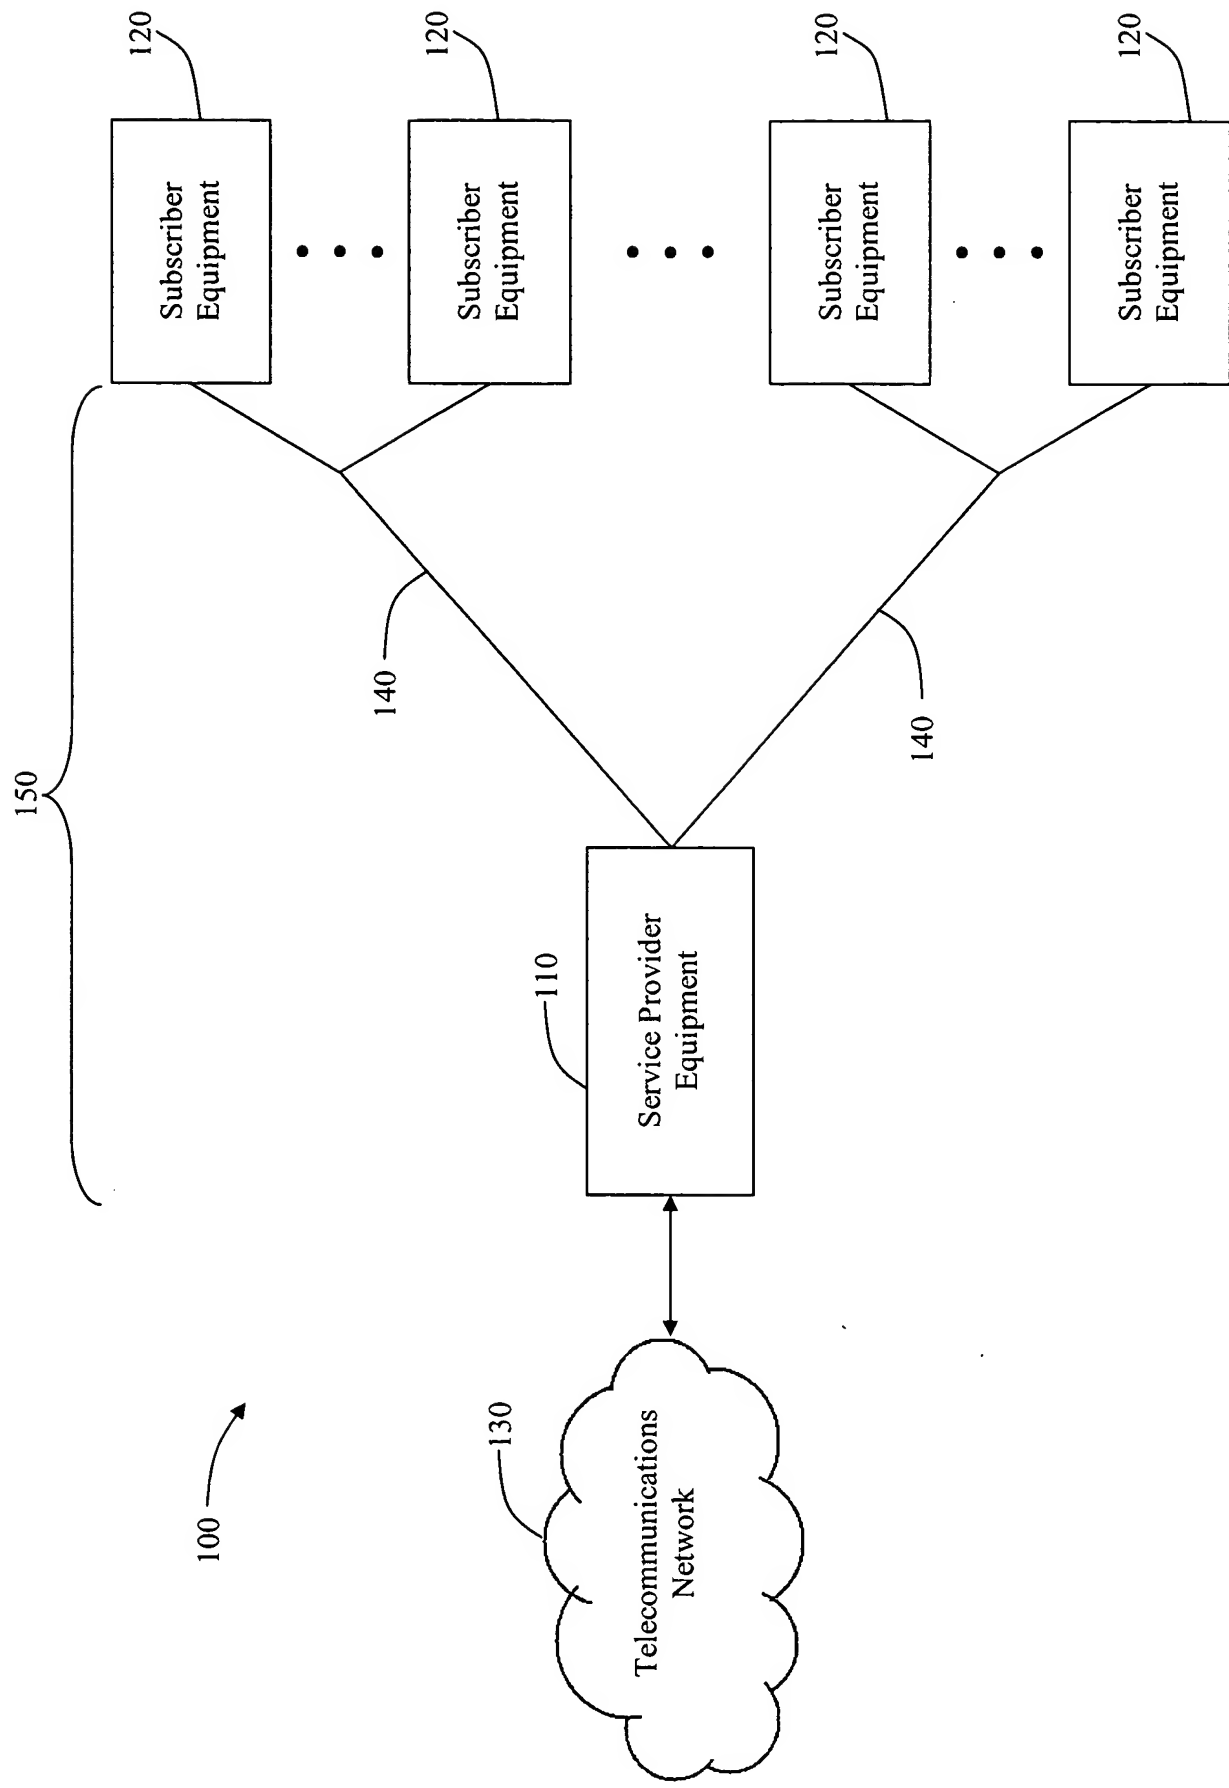 100
130
Telecommunications
Network
110
Service Provider
Equipment
150
140
140
120
Subscriber
Equipment
120
Subscriber
Equipment
120
Subscriber
Equipment
120
Subscriber
Equipment